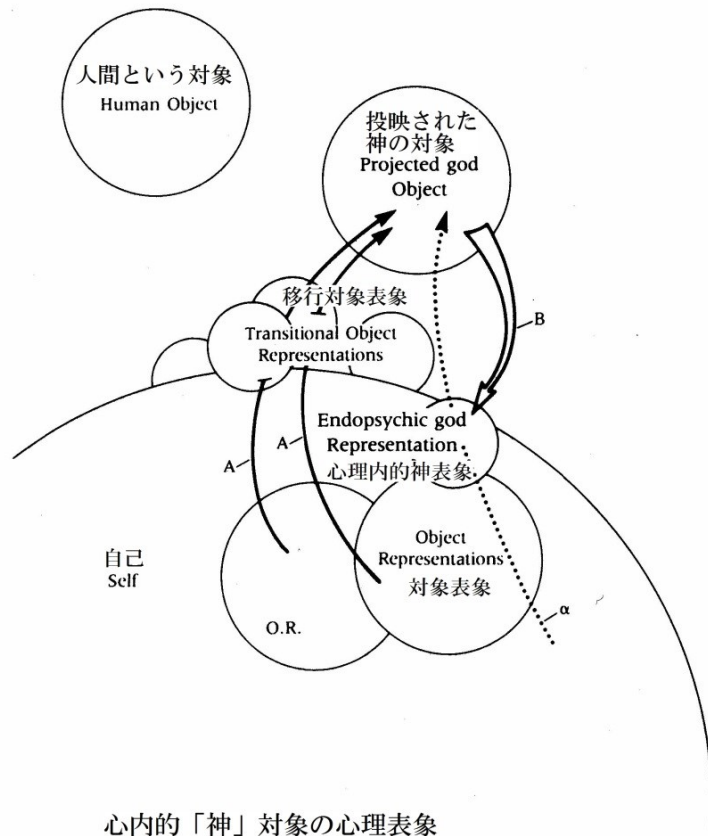 人間という対象
Human Object
投映された
神の対象
Projected god
Object
移行対象表象
Transitional Object
Representations
B
Endopsychic god
Representation
心理内的神表象
A
A
自己
Self
Object
Representations
対象表象
O.R.
α
心内的「神」対象の心理表象